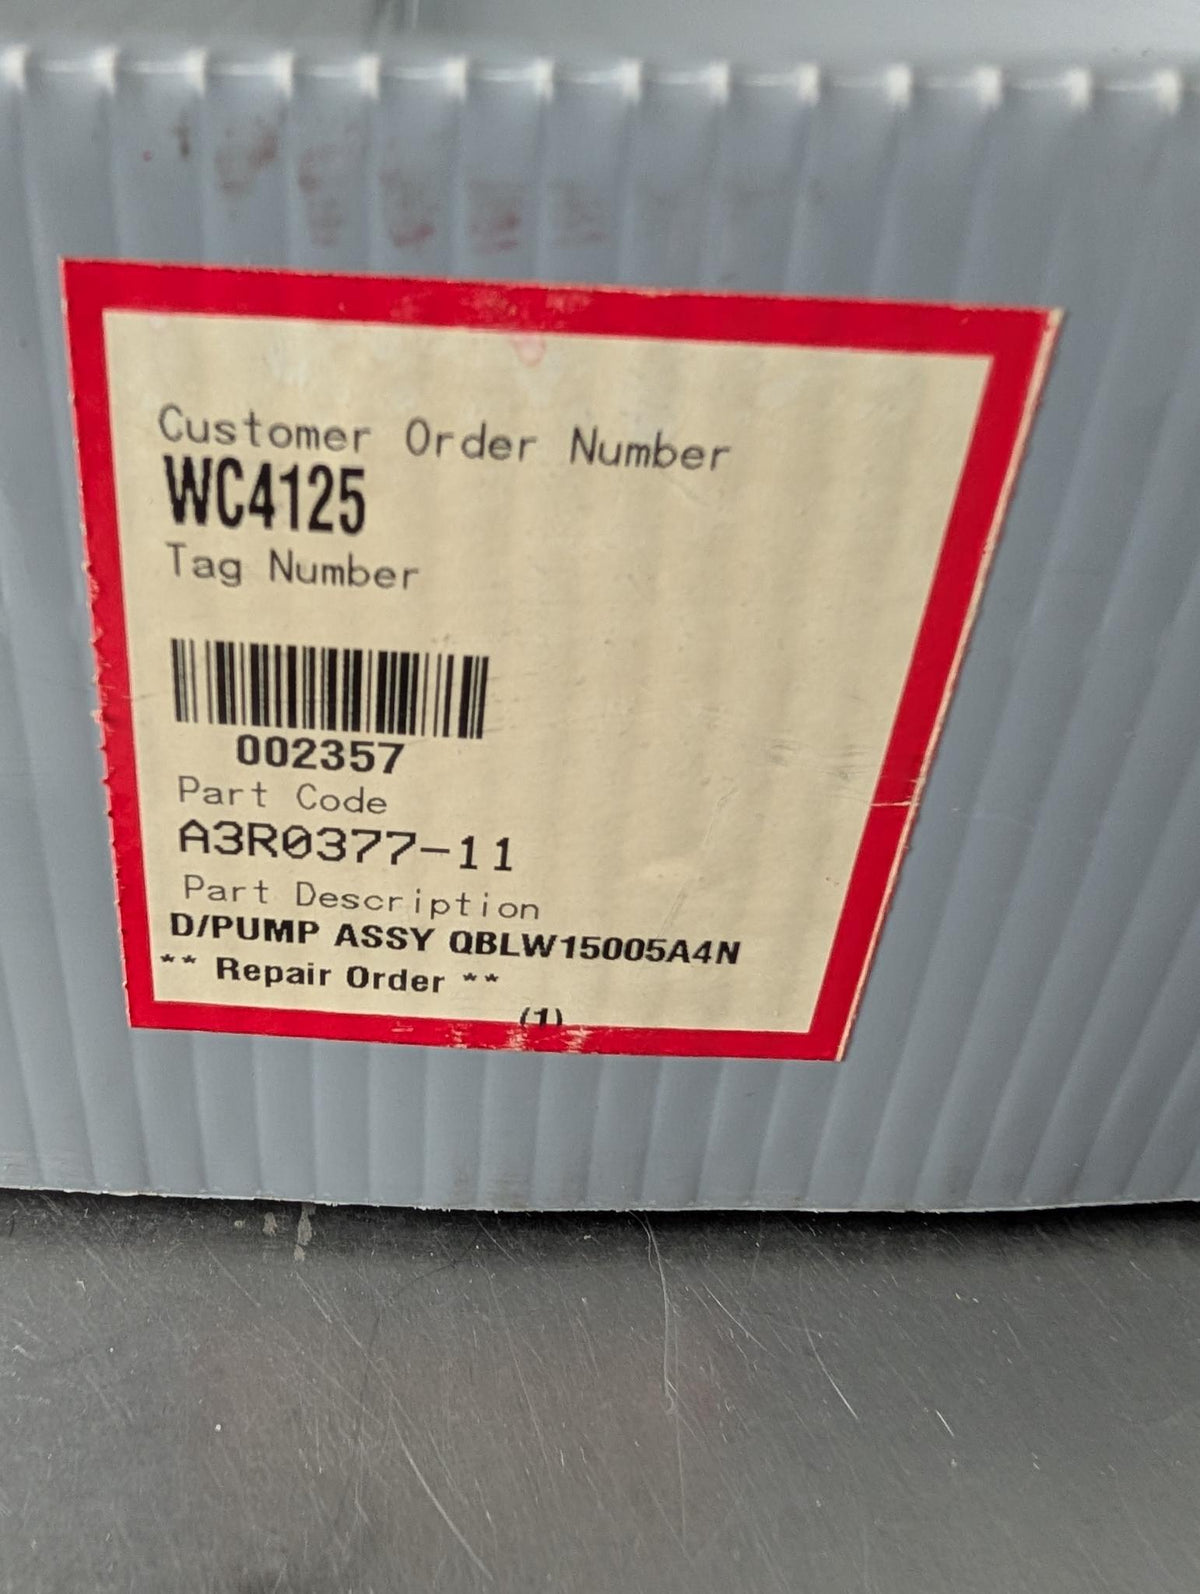 Customer Order Number
WC4125
Tag Number
002357
Part Code
A3R0377-11
Part Description
D/PUMP ASSY QBLW15005A4N
** Repair Order **
(1)